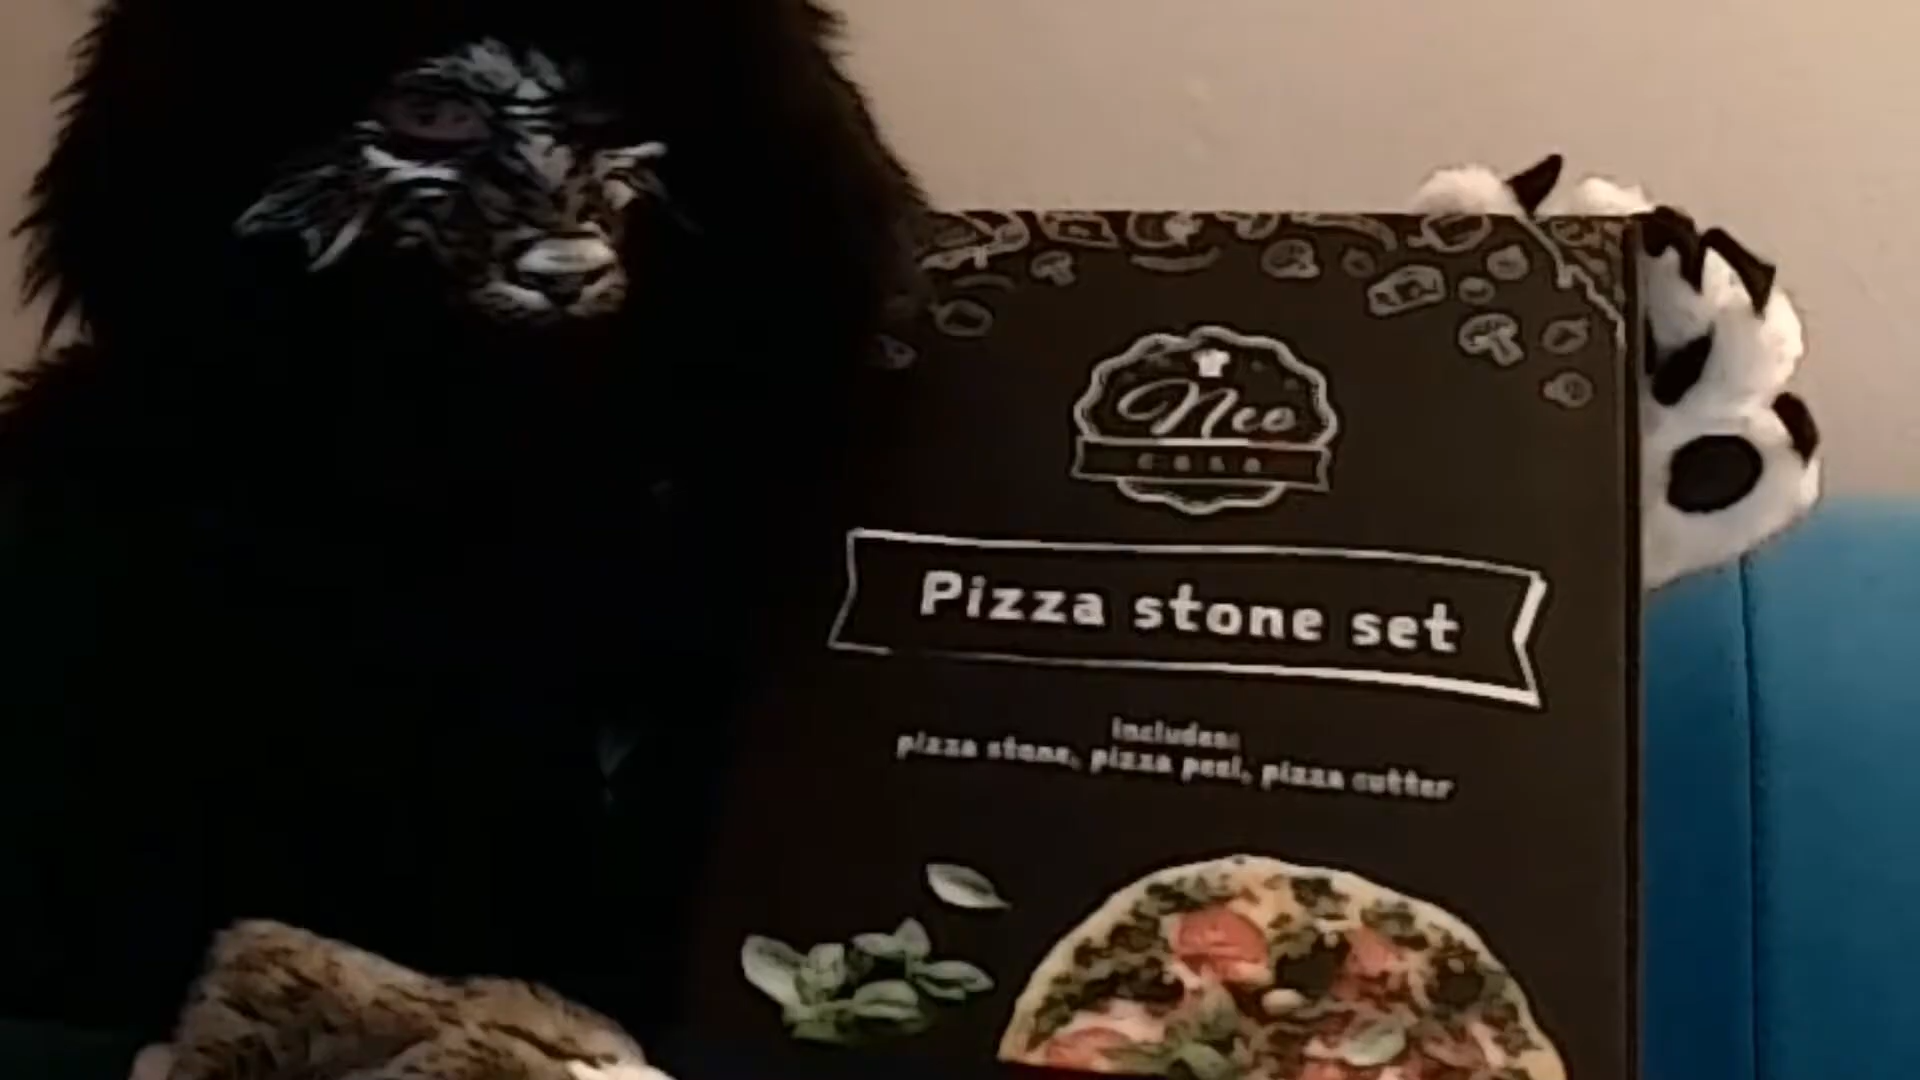 Neo
Pizza stone set
Includes:
pizza stone, pizza peel, pizza cutter